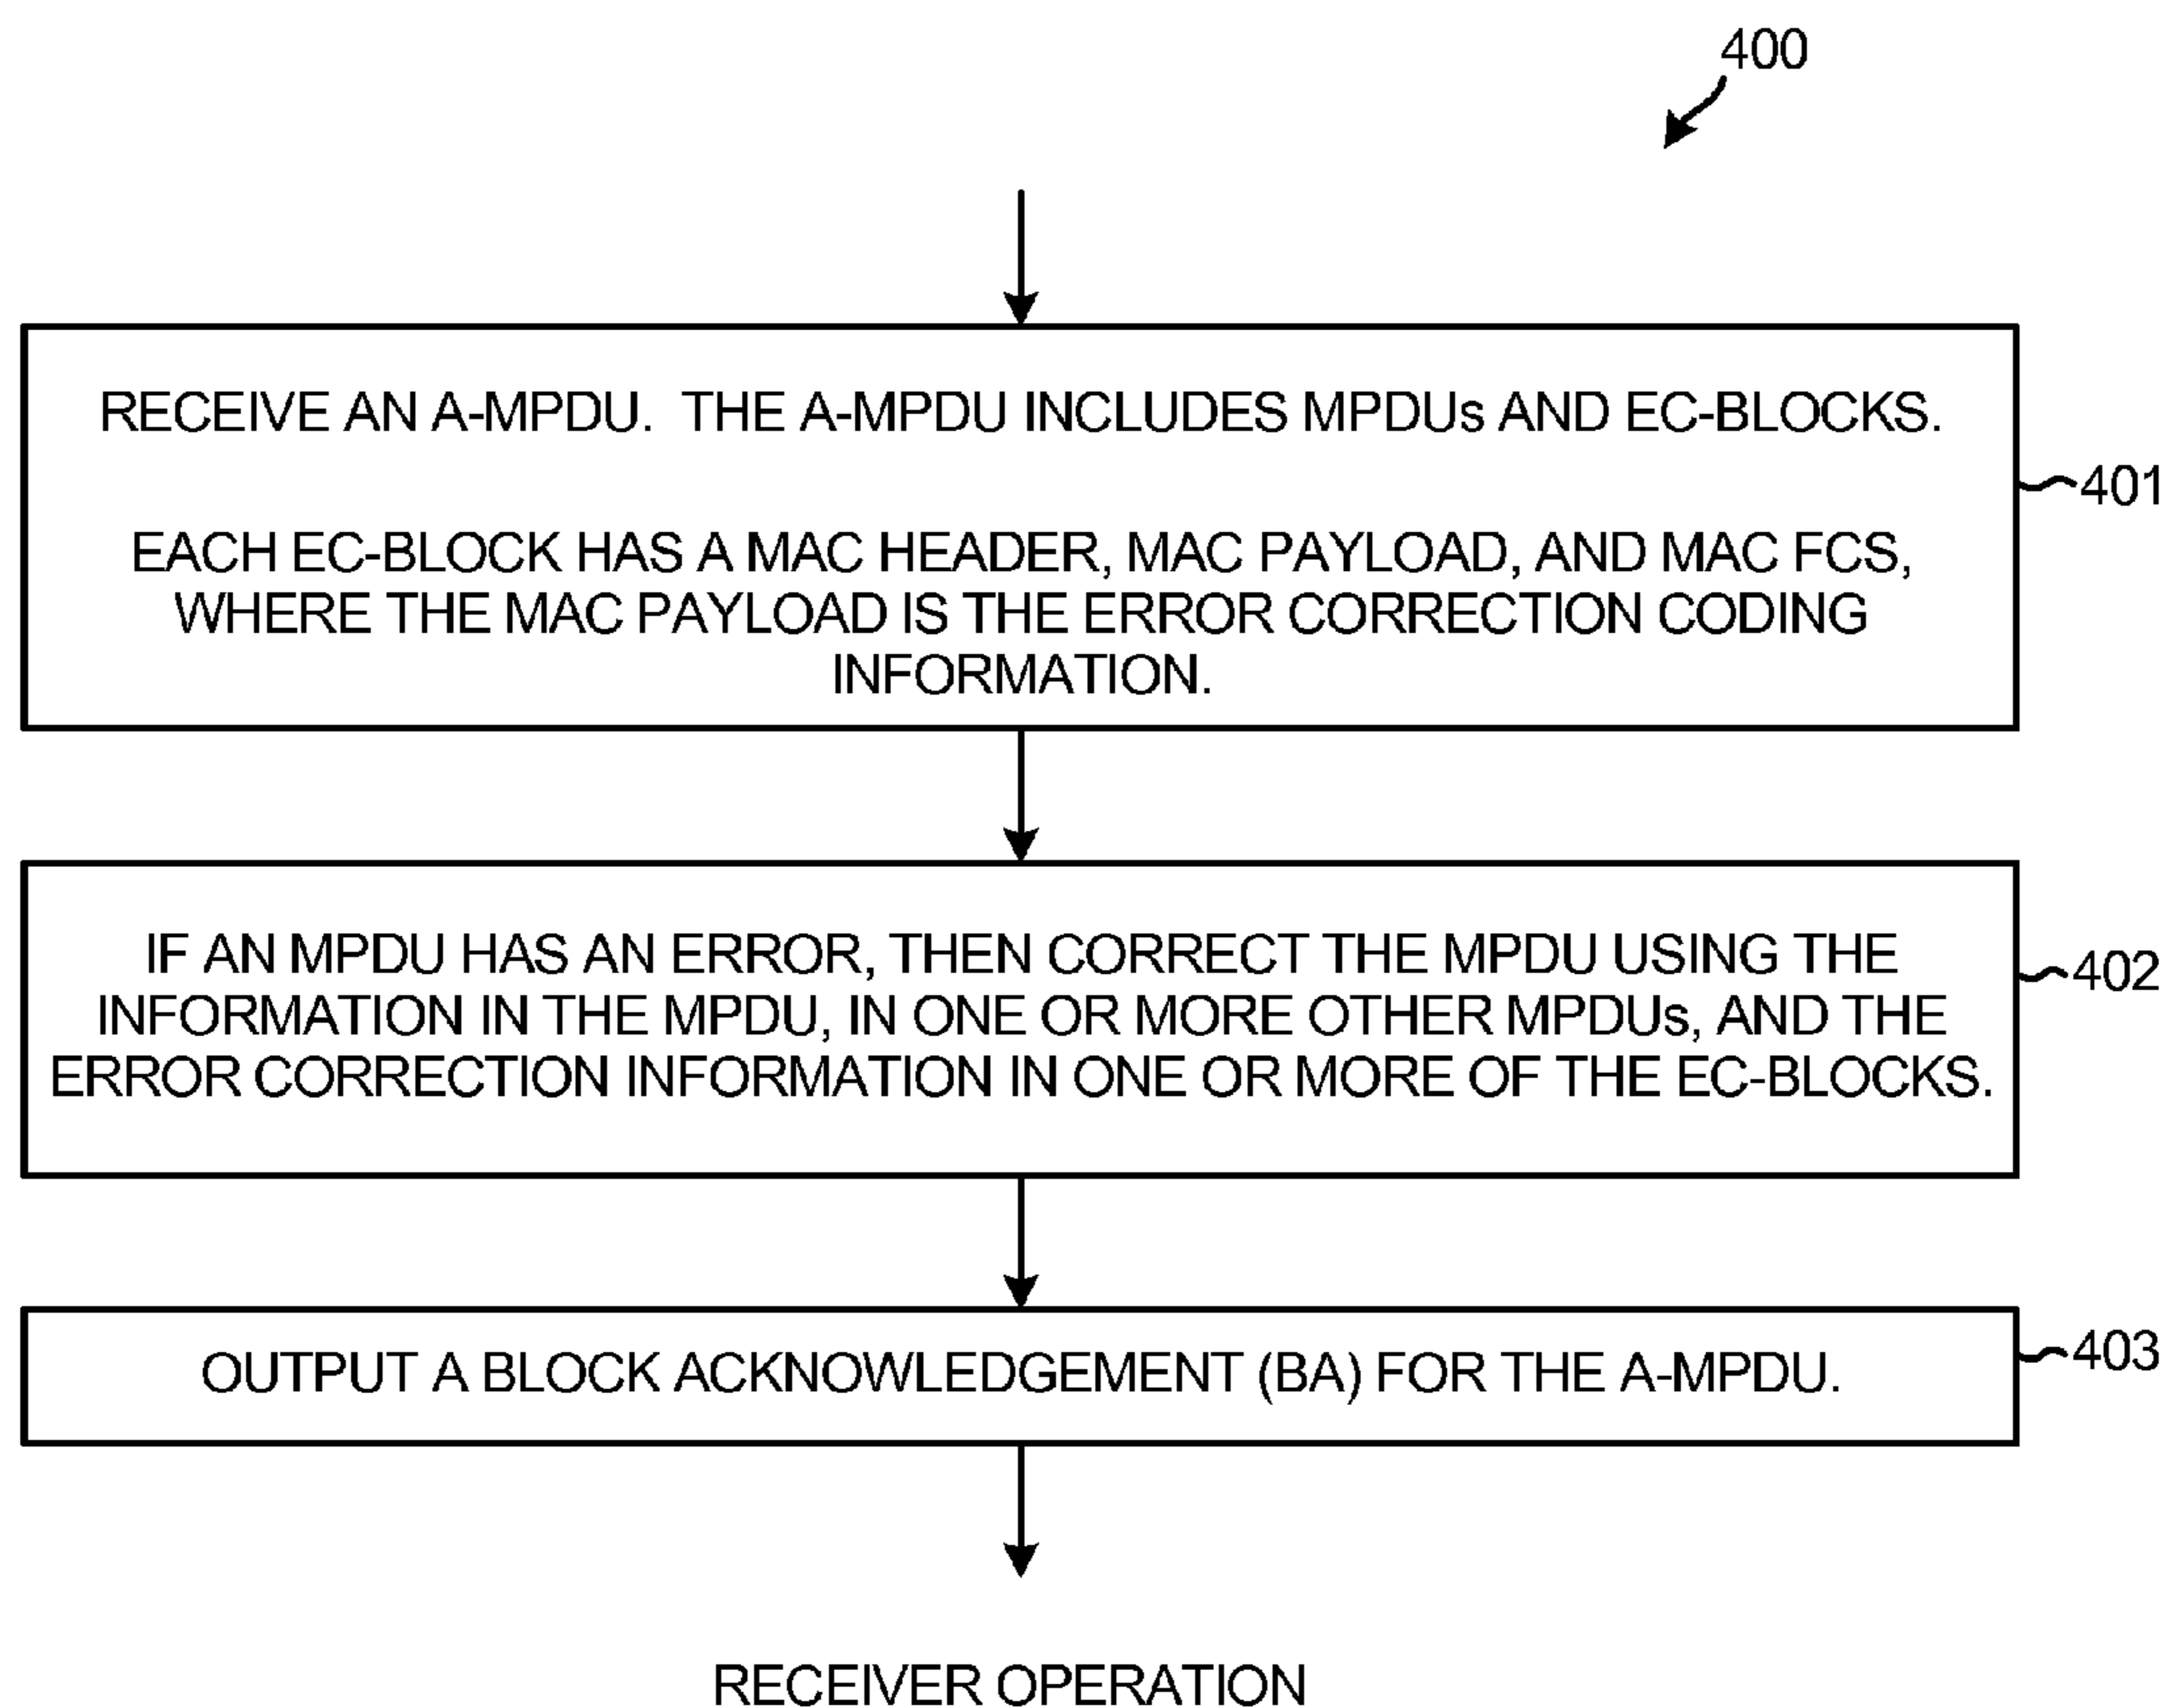 400
RECEIVE AN A-MPDU. THE A-MPDU INCLUDES MPDUs AND EC-BLOCKS.
EACH EC-BLOCK HAS A MAC HEADER, MAC PAYLOAD, AND MAC FCS,
WHERE THE MAC PAYLOAD IS THE ERROR CORRECTION CODING
INFORMATION.
401
IF AN MPDU HAS AN ERROR, THEN CORRECT THE MPDU USING THE
INFORMATION IN THE MPDU, IN ONE OR MORE OTHER MPDUs, AND THE
ERROR CORRECTION INFORMATION IN ONE OR MORE OF THE EC-BLOCKS.
402
OUTPUT A BLOCK ACKNOWLEDGEMENT (BA) FOR THE A-MPDU.
403
RECEIVER OPERATION